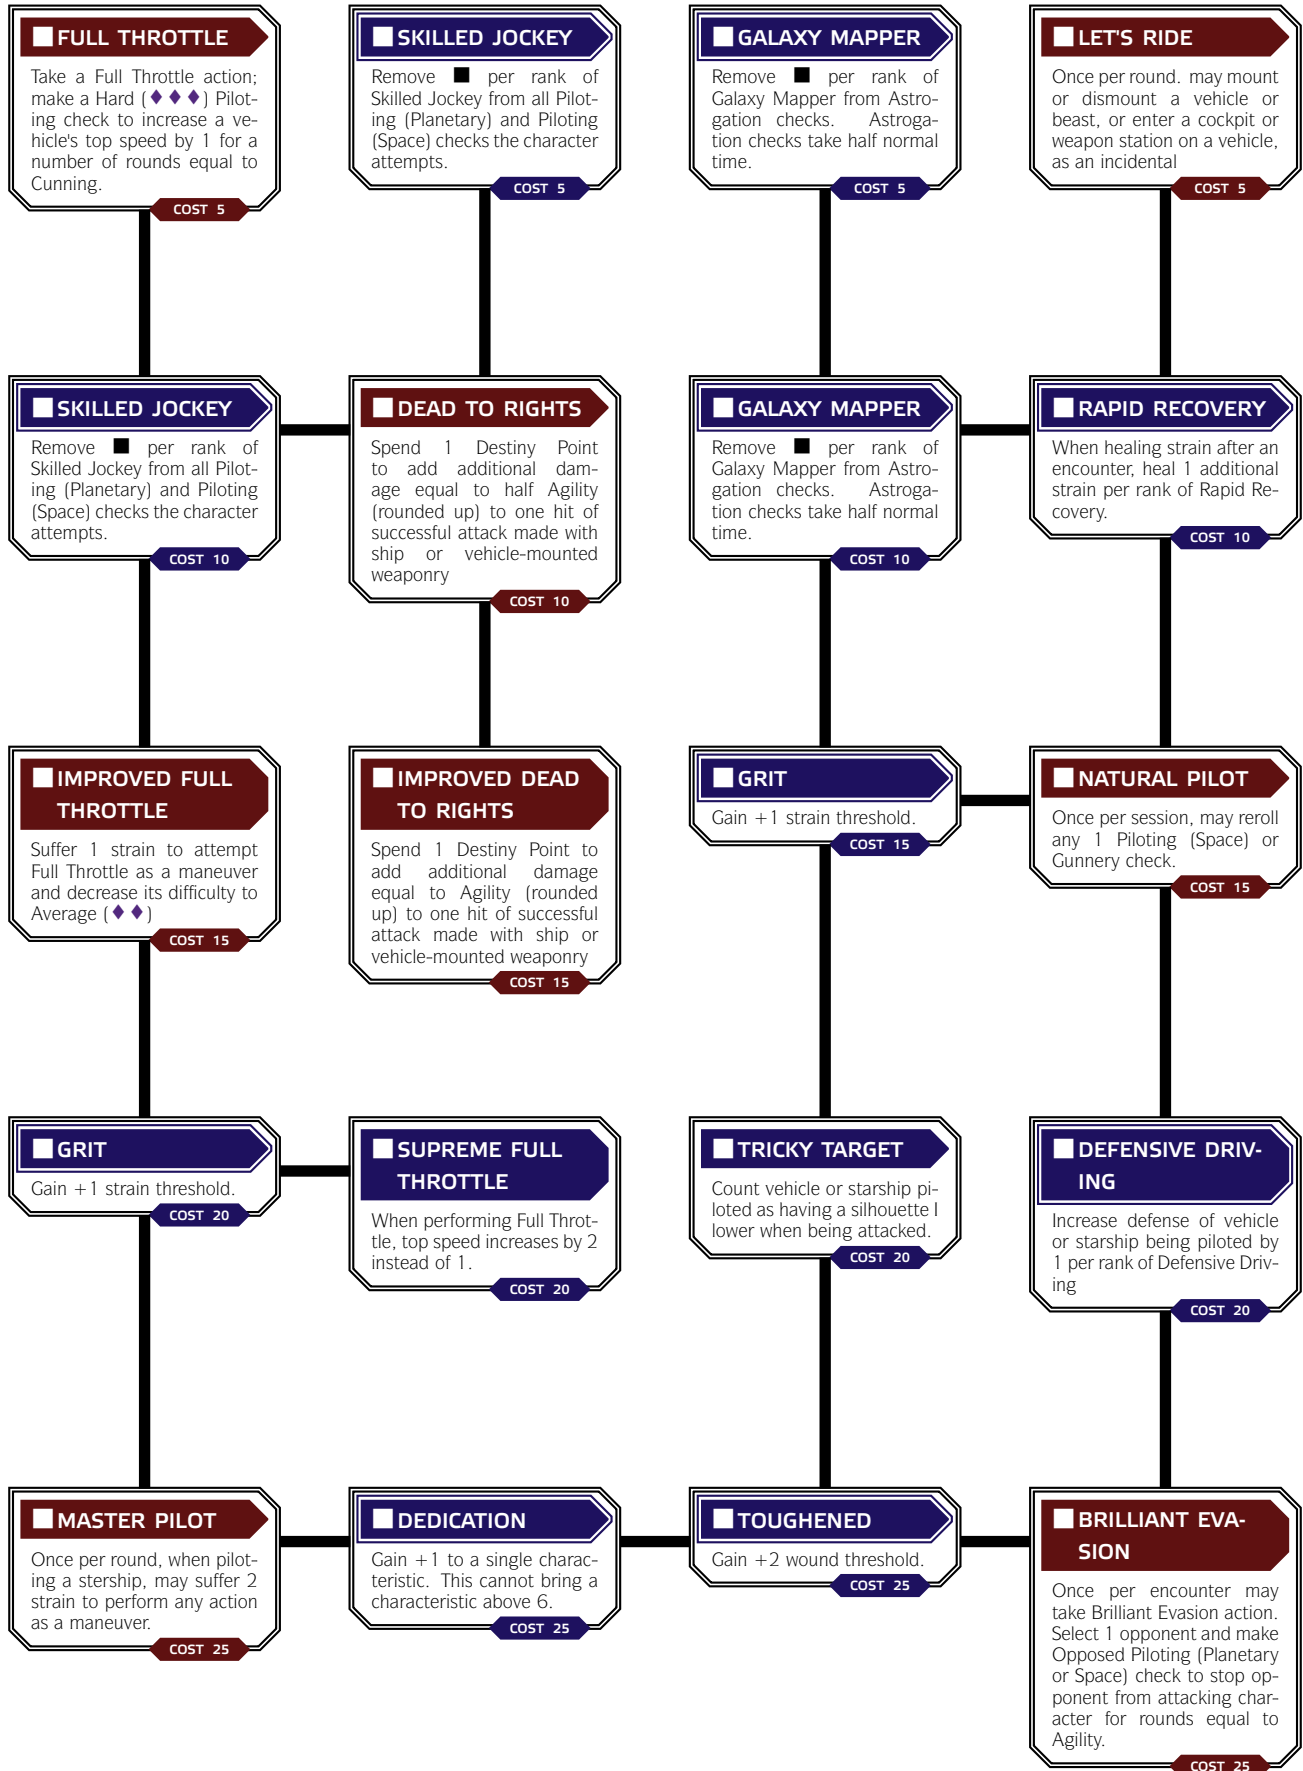 FULL THROTTLE
Take a Full Throttle action;
make a Hard (♦ ♦ ♦) Pilot-
ing check to increase a ve-
hicle's top speed by 1 for a
number of rounds equal to
Cunning.
COST 5
SKILLED JOCKEY
Remove ■ per rank of
Skilled Jockey from all Pilot-
ing (Planetary) and Piloting
(Space) checks the character
attempts.
COST 5
GALAXY MAPPER
Remove ■ per rank of
Galaxy Mapper from Astro-
gation checks. Astroga-
tion checks take half normal
time.
COST 5
LET'S RIDE
Once per round. may mount
or dismount a vehicle or
beast, or enter a cockpit or
weapon station on a vehicle,
as an incidental
COST 5
SKILLED JOCKEY
Remove ■ per rank of
Skilled Jockey from all Pilot-
ing (Planetary) and Piloting
(Space) checks the character
attempts.
COST 10
DEAD TO RIGHTS
Spend 1 Destiny Point
to add additional dam-
age equal to half Agility
(rounded up) to one hit of
successful attack made with
ship or vehicle-mounted
weaponry
COST 10
GALAXY MAPPER
Remove ■ per rank of
Galaxy Mapper from Astro-
gation checks. Astroga-
tion checks take half normal
time.
COST 10
RAPID RECOVERY
When healing strain after an
encounter, heal 1 additional
strain per rank of Rapid Re-
covery.
COST 10
IMPROVED FULL
THROTTLE
Suffer 1 strain to attempt
Full Throttle as a maneuver
and decrease its difficulty to
Average (♦ ♦)
COST 15
IMPROVED DEAD
TO RIGHTS
Spend 1 Destiny Point to
add additional damage
equal to Agility (rounded
up) to one hit of successful
attack made with ship or
vehicle-mounted weaponry
COST 15
GRIT
Gain +1 strain threshold.
COST 15
NATURAL PILOT
Once per session, may reroll
any 1 Piloting (Space) or
Gunnery check.
COST 15
GRIT
Gain +1 strain threshold.
COST 20
SUPREME FULL
THROTTLE
When performing Full Throt-
tle, top speed increases by 2
instead of 1.
COST 20
TRICKY TARGET
Count vehicle or starship pi-
loted as having a silhouette I
lower when being attacked.
COST 20
DEFENSIVE DRIV-
ING
Increase defense of vehicle
or starship being piloted by
1 per rank of Defensive Driv-
ing
COST 20
MASTER PILOT
Once per round, when pilot-
ing a stership, may suffer 2
strain to perform any action
as a maneuver.
COST 25
DEDICATION
Gain +1 to a single charac-
teristic. This cannot bring a
characteristic above 6.
COST 25
TOUGHENED
Gain +2 wound threshold.
COST 25
BRILLIANT EVA-
SION
Once per encounter may
take Brilliant Evasion action.
Select 1 opponent and make
Opposed Piloting (Planetary
or Space) check to stop op-
ponent from attacking char-
acter for rounds equal to
Agility.
COST 25